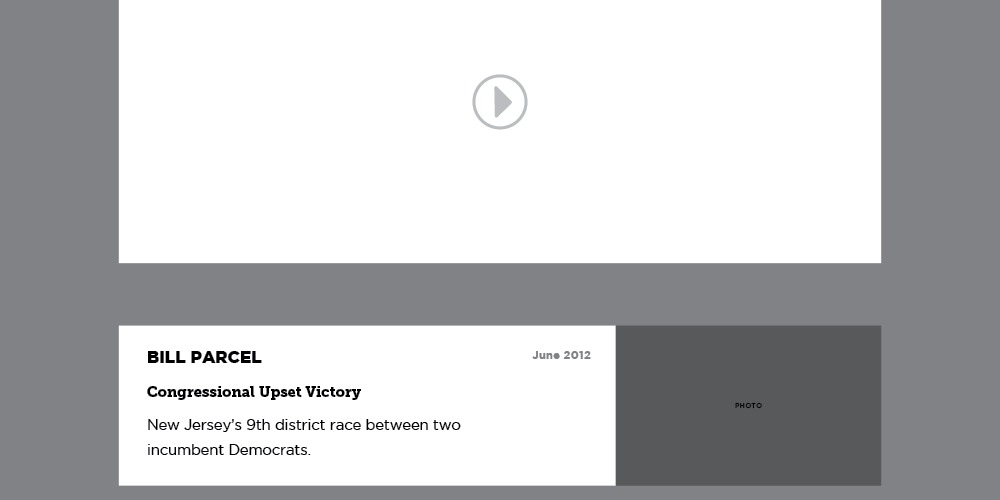 BILL PARCEL
June 2012
Congressional Upset Victory
New Jersey’s 9th district race between two
incumbent Democrats.
PHOTO